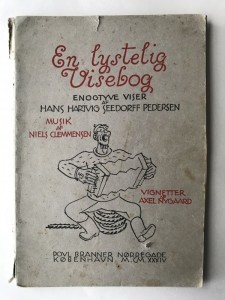 En lystelig
Visebog
ENOGTYVE VISER
af
HANS HARTVIG SEEDORFF PEDERSEN
MUSIK
af
NIELS CLEMMENSEN
VIGNETTER
af
AXEL NYGAARD
POVL BRANNER NØRREGADE
KØBENHAVN M CM XXXIV